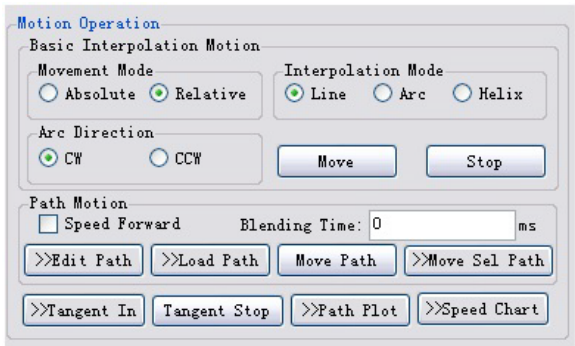 Motion Operation
Basic Interpolation Motion
Movement Mode
Absolute Relative
Interpolation Mode
Line Arc Helix
Arc Direction
CW CCW
Move Stop
Path Motion
Speed Forward Blending Time: 0 ms
>>Edit Path >>Load Path Move Path >>Move Sel Path
>>Tangent In Tangent Stop >>Path Plot >>Speed Chart